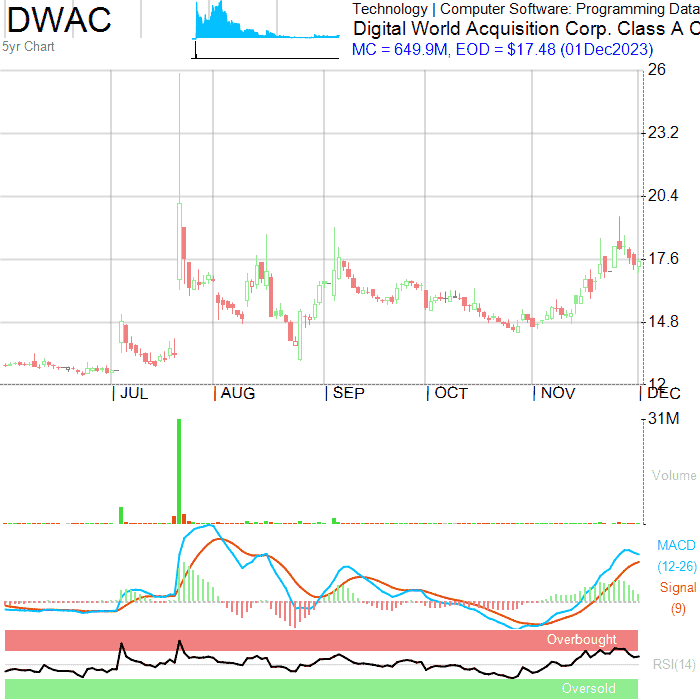 DWAC
5yr Chart
Technology | Computer Software: Programming Data
Digital World Acquisition Corp. Class A C
MC = 649.9M, EOD = $17.48 (01Dec2023)
26
23.2
20.4
17.6
14.8
12
JUL AUG SEP OCT NOV DEC
31M
Volume
MACD
(12-26)
Signal
(9)
Overbought
RSI(14)
Oversold